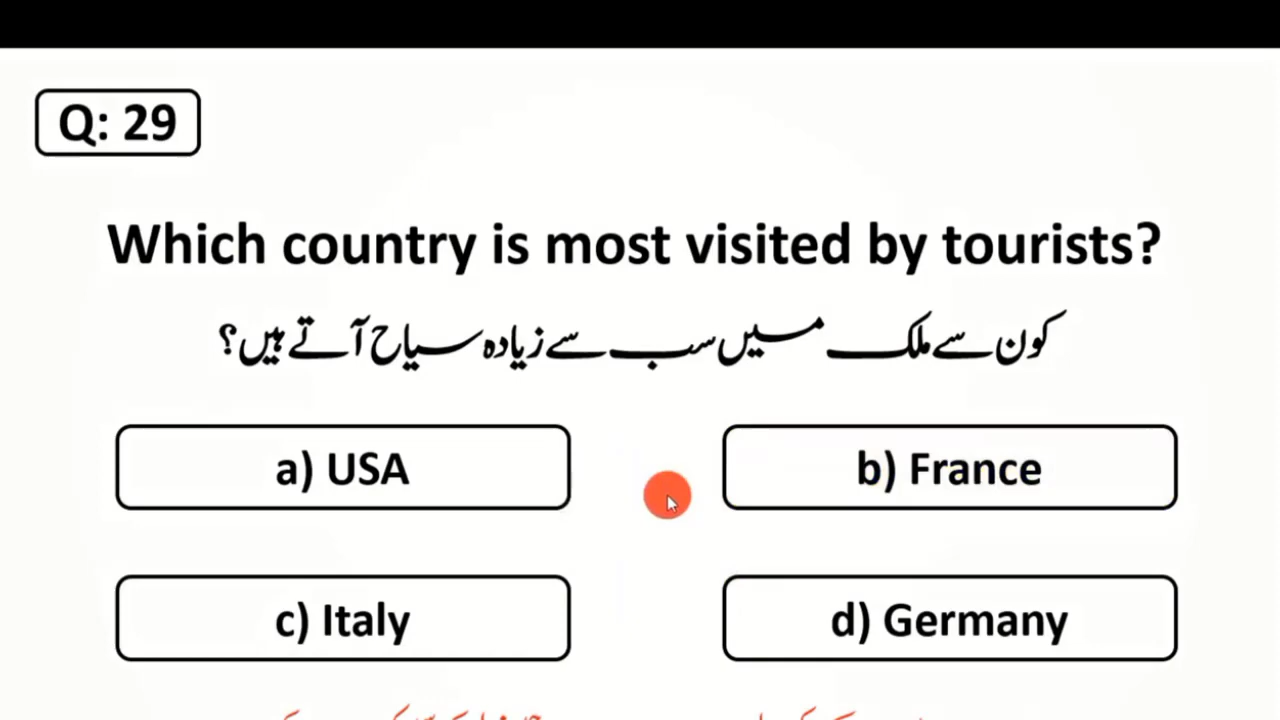 Q: 29
Which country is most visited by tourists?
کون سے ملک میں سب سے زیادہ سیاح آتے ہیں؟
a) USA
b) France
c) Italy
d) Germany